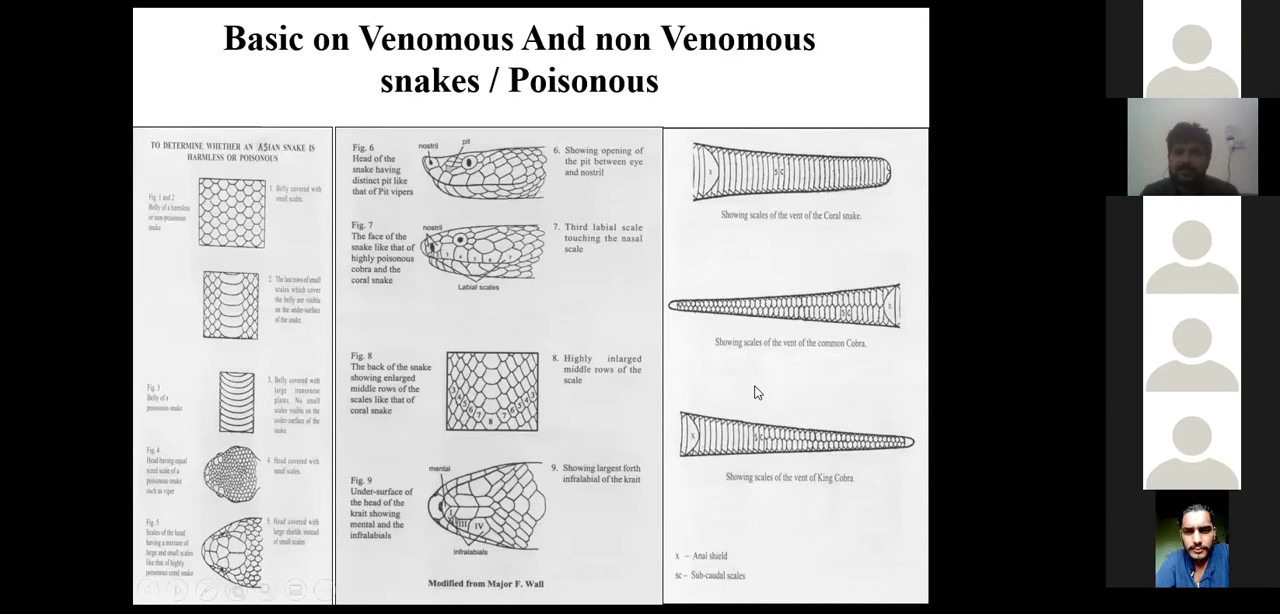 Basic on Venomous And non Venomous
snakes / Poisonous
TO DETERMINE WHETHER AN ASIAN SNAKE IS
HARMLESS OR POISONOUS
Fig. 1 and 2
Belly of a harmless
or non-poisonous
snake
1. Belly covered with
small scales.
2. The last rows of small
scales which cover
the belly are visible
on the under-surface
of the snake.
Fig. 3
Belly of a
poisonous snake
3. Belly covered with
large transverse
plates. No small
scales visible on the
under-surface of the
snake
Fig. 4
Head having equal
sized scale of a
poisonous snake
such as viper
4. Head covered with
small scales.
Fig. 5
Scales of the head
having a mixture of
large and small scales
like that of highly
poisonous coral snake
5. Head covered with
large shields instead
of small scales
Fig. 6
Head of the
snake having
distinct pit like
that of Pit vipers
nostril
pit
6. Showing opening of
the pit between eye
and nostril
Fig. 7
The face of the
snake like that of
highly poisonous
cobra and the
coral snake
nostril
Labial scales
7. Third labial scale
touching the nasal
scale
Fig. 8
The back of the snake
showing enlarged
middle rows of the
scales like that of
coral snake
3 4 5 6 7 8 7 6 5 4 3
8. Highly inlarged
middle rows of the
scale
Fig. 9
Under-surface of
the head of the
krait showing
mental and the
infralabials
mental
III IV
infralabials
9. Showing largest forth
infralabial of the krait
Modified from Major F. Wall
x
S C
Showing scales of the vent of the Coral snake.
S C
x
Showing scales of the vent of the common Cobra.
x
S C
Showing scales of the vent of King Cobra.
x – Anal shield
sc – Sub-caudal scales